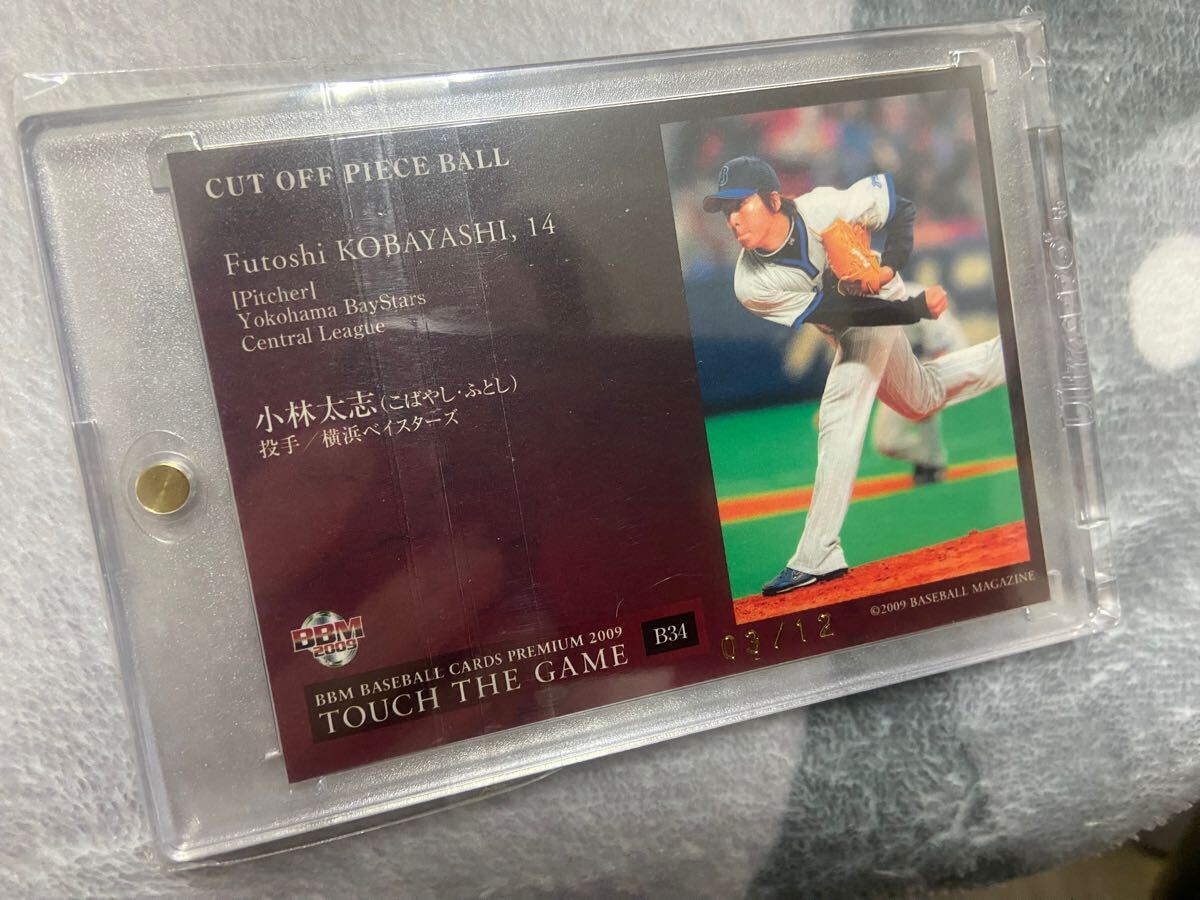 CUT OFF PIECE BALL
Futoshi KOBAYASHI, 14
[Pitcher]
Yokohama BayStars
Central League
小林太志(こばやし・ふとし)
投手/横浜ベイスターズ
BBM
2009
BBM BASEBALL CARDS PREMIUM 2009
TOUCH THE GAME
B34
03/12
©2009 BASEBALL MAGAZINE
B
Ultra PRO